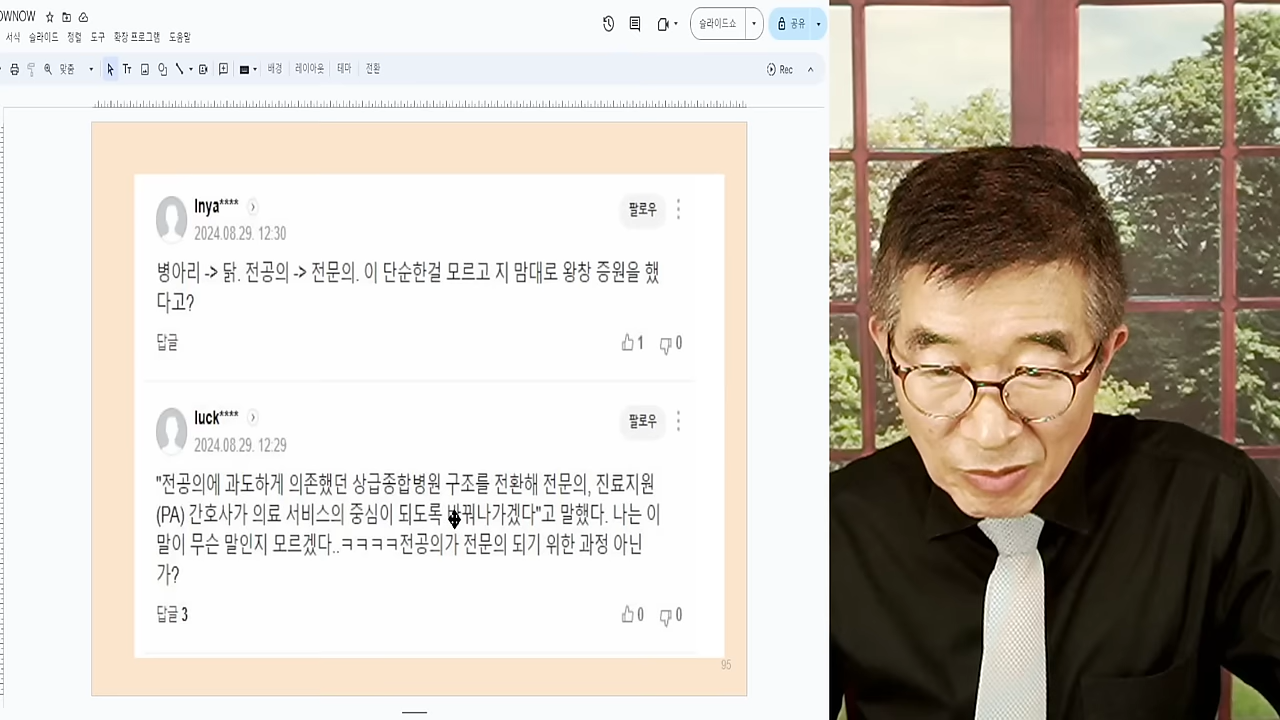 OWNOW
서식 슬라이드 정렬 도구 확장 프로그램 도움말
슬라이드쇼
공유
맞춤
배경 레이아웃 테마 전환
Rec
Inya****
팔로우
2024.08.29. 12:30
병아리 -> 닭. 전공의 -> 전문의. 이 단순한걸 모르고 지 맘대로 왕창 증원을 했
다고?
답글
1 0
luck****
팔로우
2024.08.29. 12:29
"전공의에 과도하게 의존했던 상급종합병원 구조를 전환해 전문의, 진료지원
(PA) 간호사가 의료 서비스의 중심이 되도록 바꿔나가겠다"고 말했다. 나는 이
말이 무슨 말인지 모르겠다..ㅋㅋㅋㅋ전공의가 전문의 되기 위한 과정 아닌
가?
답글 3
0 0
95